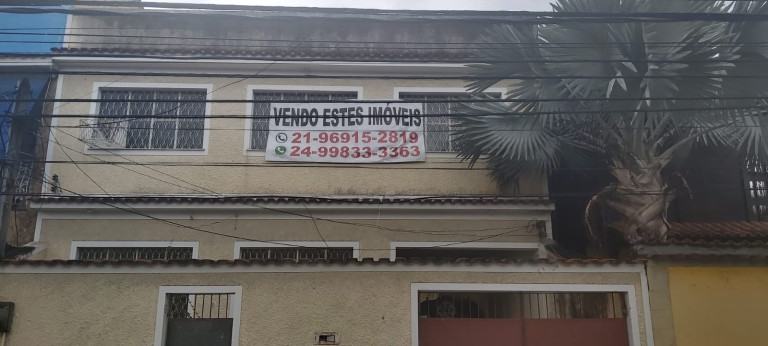 VENDO ESTES IMÓVEIS
21-96915-2819
24-99833-3363